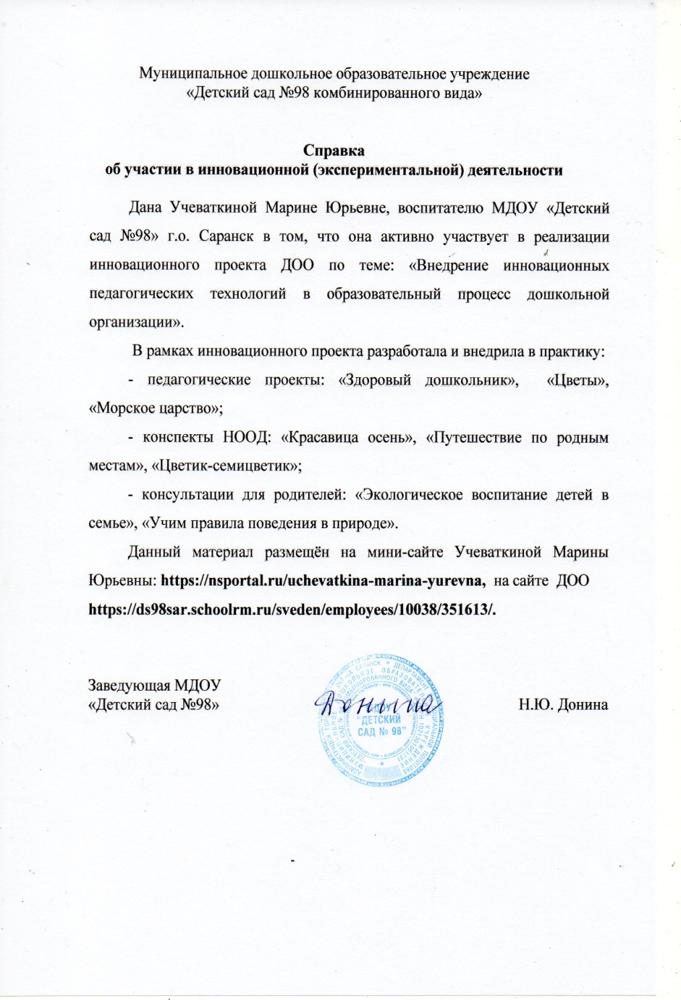 Муниципальное дошкольное образовательное учреждение
«Детский сад №98 комбинированного вида»
Справка
об участии в инновационной (экспериментальной) деятельности
Дана Учеваткиной Марине Юрьевне, воспитателю МДОУ «Детский
сад №98» г.о. Саранск в том, что она активно участвует в реализации
инновационного проекта ДОО по теме: «Внедрение инновационных
педагогических технологий в образовательный процесс дошкольной
организации».
В рамках инновационного проекта разработала и внедрила в практику:
- педагогические проекты: «Здоровый дошкольник», «Цветы»,
«Морское царство»;
- конспекты НООД: «Красавица осень», «Путешествие по родным
местам», «Цветик-семицветик»;
- консультации для родителей: «Экологическое воспитание детей в
семье», «Учим правила поведения в природе».
Данный материал размещён на мини-сайте Учеваткиной Марины
Юрьевны: https://nsportal.ru/uchevatkina-marina-yurevna, на сайте ДОО
https://ds98sar.schoolrm.ru/sveden/employees/10038/351613/.
Заведующая МДОУ
«Детский сад №98»
Донина
Н.Ю. Донина
"ДЕТСКИЙ
САД № 98"